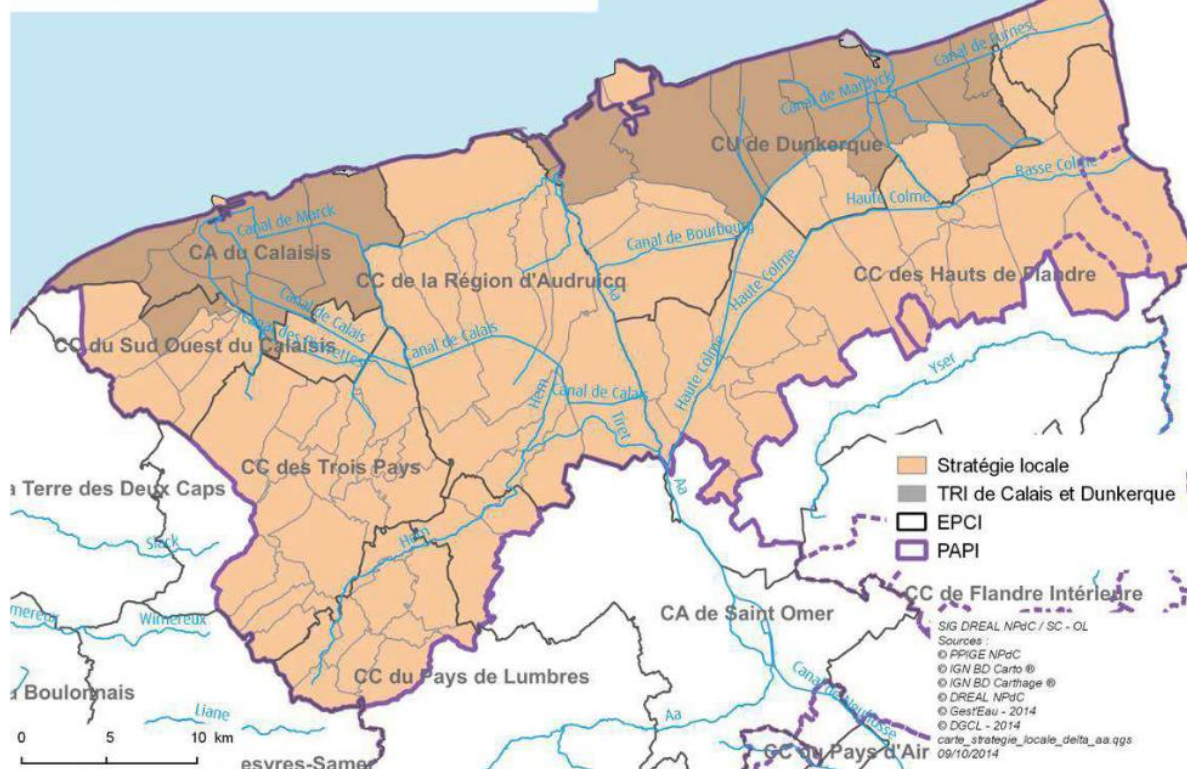 Canal de Furnes
Canal de Mardyck
CU de Dunkerque
Basse Colme
Haute Colme
Canal de Marck
CA du Calaisis
Canal de Bourbourg
CC de la Région d'Audruicq
Aa
CC des Hauts de Flandre
Haute Colme
Canal de Calais
CC du Sud Ouest du Calaisis
Canal de Calais
Yser
Hem
Canal de Calais
Haute Colme
Tiret
CC des Trois Pays
Aa
a Terre des Deux Caps
Slack
Hem
Stratégie locale
TRI de Calais et Dunkerque
EPCI
PAPI
CC de Flandre Intérieure
CA de Saint Omer
Wimereux
CC du Pays de Lumbres
Boulonnais
Liane
Aa
CC du Pays d'Air
SIG DREAL NPdC / SC - OL
Sources :
© PPIGE NPdC
© IGN BD Carto ®
© IGN BD Carthage ®
© DREAL NPdC
© Gest'Eau - 2014
© DGCL - 2014
carte_strategie_locale_delta_aa.qgs
09/10/2014
0 5 10 km
esvres-Samer